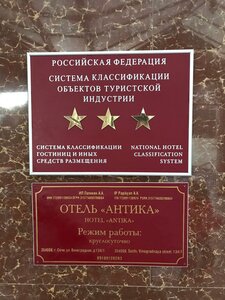 РОССИЙСКАЯ ФЕДЕРАЦИЯ
СИСТЕМА КЛАССИФИКАЦИИ
ОБЪЕКТОВ ТУРИСТСКОЙ
ИНДУСТРИИ
СИСТЕМА КЛАССИФИКАЦИИ
ГОСТИНИЦ И ИНЫХ
СРЕДСТВ РАЗМЕЩЕНИЯ
NATIONAL HOTEL
CLASSIFICATION
SYSTEM
ОТЕЛЬ «АНТИКА»
HOTEL «ANTIKA»
Режим работы:
круглосуточно